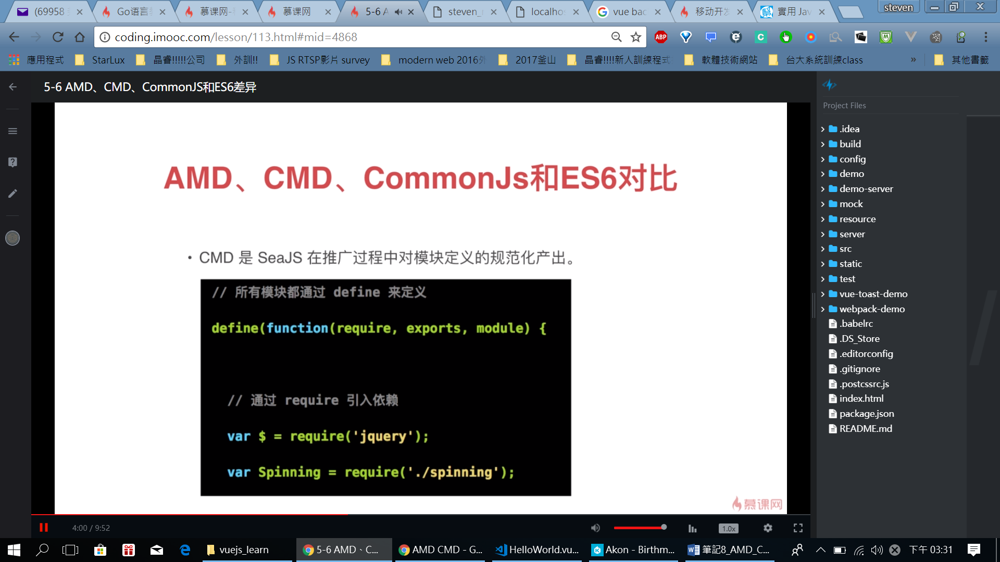 (69958
Go语言
慕课网-
慕课网
5-6 A
steven_
localho
vue bac
移动开发
實用 Jav
steven
coding.imooc.com/lesson/113.html#mid=4868
ABP
應用程式
StarLux
晶睿!!!!!公司
外訓!!
JS RTSP影片 survey
modern web 2016外
2017釜山
晶睿!!!!新人訓練程式
軟體技術網站
台大系統訓練class
»
其他書籤
5-6 AMD、CMD、CommonJS和ES6差异
AMD、CMD、CommonJs和ES6对比
• CMD 是 SeaJS 在推广过程中对模块定义的规范化产出。
// 所有模块都通过 define 来定义
define(function(require, exports, module) {
// 通过 require 引入依赖
var $ = require('jquery');
var Spinning = require('./spinning');
慕课网
4:00 / 9:52
1.0x
Project Files
.idea
build
config
demo
demo-server
mock
resource
server
src
static
test
vue-toast-demo
webpack-demo
.babelrc
.DS_Store
.editorconfig
.gitignore
.postcssrc.js
index.html
package.json
README.md
vuejs_learn
5-6 AMD、C...
AMD CMD - G...
HelloWorld.vu...
Akon - Birthm...
筆記8_AMD_C...
下午 03:31